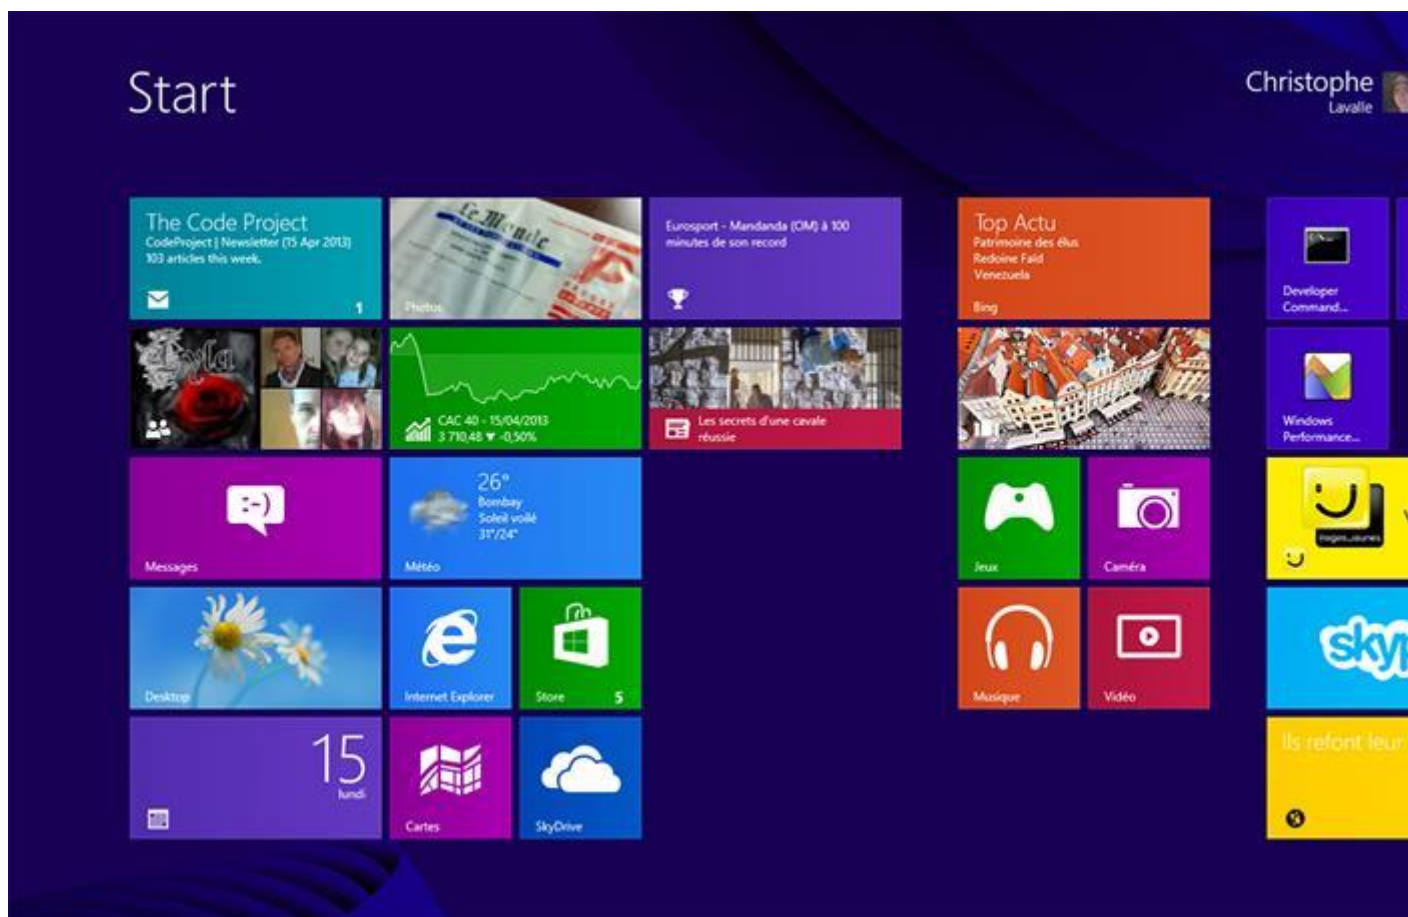 Start
Christophe
Lavalle
The Code Project
CodeProject | Newsletter (15 Apr 2013)
103 articles this week.
1
Le Monde
Photos
Eurosport - Mandanda (OM) à 100
minutes de son record
Top Actu
Patrimoine des élus
Redoine Faïd
Venezuela
Bing
Developer
Command...
CAC 40 - 15/04/2013
3 710,48 ▼ -0,50%
Les secrets d'une cavale
réussie
Windows
Performance...
:-)
Messages
26°
Bombay
Soleil voilé
31°/24°
Météo
Jeux
Caméra
Desktop
Internet Explorer
Store
5
Musique
Vidéo
skyp
15
lundi
Cartes
SkyDrive
Ils refont leur